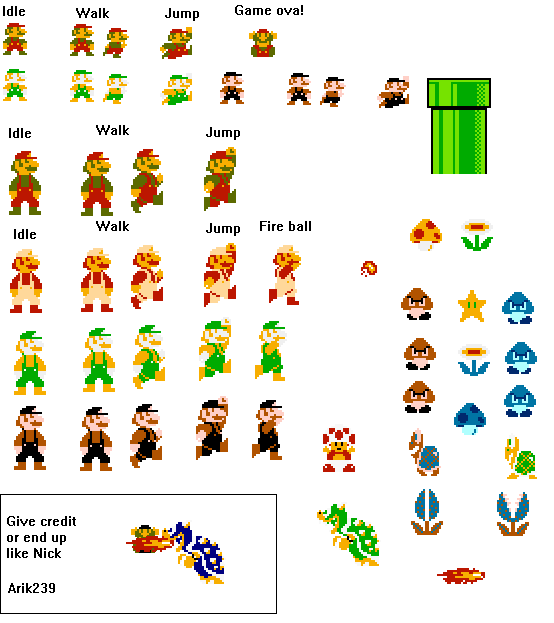 Idle
Walk
Jump
Game ova!
Idle
Walk
Jump
Idle
Walk
Jump
Fire ball
Give credit
or end up
like Nick
Arik239